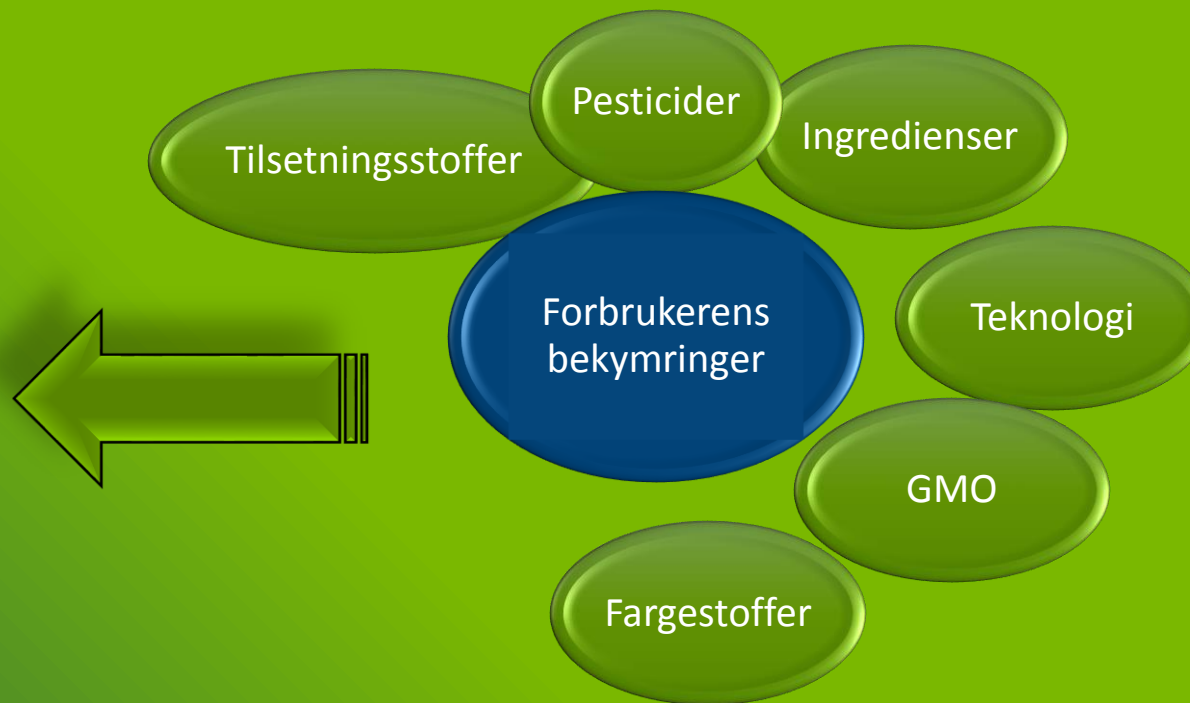 Pesticider
Ingredienser
Tilsetningsstoffer
Forbrukerens
bekymringer
Teknologi
GMO
Fargestoffer